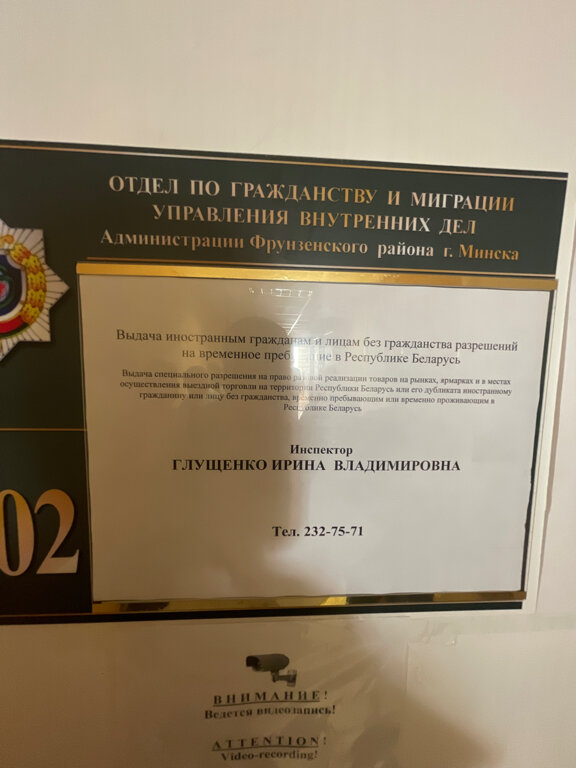 ОТДЕЛ ПО ГРАЖДАНСТВУ И МИГРАЦИИ
УПРАВЛЕНИЯ ВНУТРЕННИХ ДЕЛ
Администрации Фрунзенского района г. Минска
Выдача иностранным гражданам и лицам без гражданства разрешений
на временное пребывание в Республике Беларусь
Выдача специального разрешения на право разовой реализации товаров на рынках, ярмарках и в местах
осуществления выездной торговли на территории Республики Беларусь или его дубликата иностранному
гражданину или лицу без гражданства, временно пребывающим или временно проживающим в
Республике Беларусь
Инспектор
ГЛУЩЕНКО ИРИНА ВЛАДИМИРОВНА
02
Тел. 232-75-71
ВНИМАНИЕ!
Ведется видеозапись!
ATTENTION!
Video-recording!